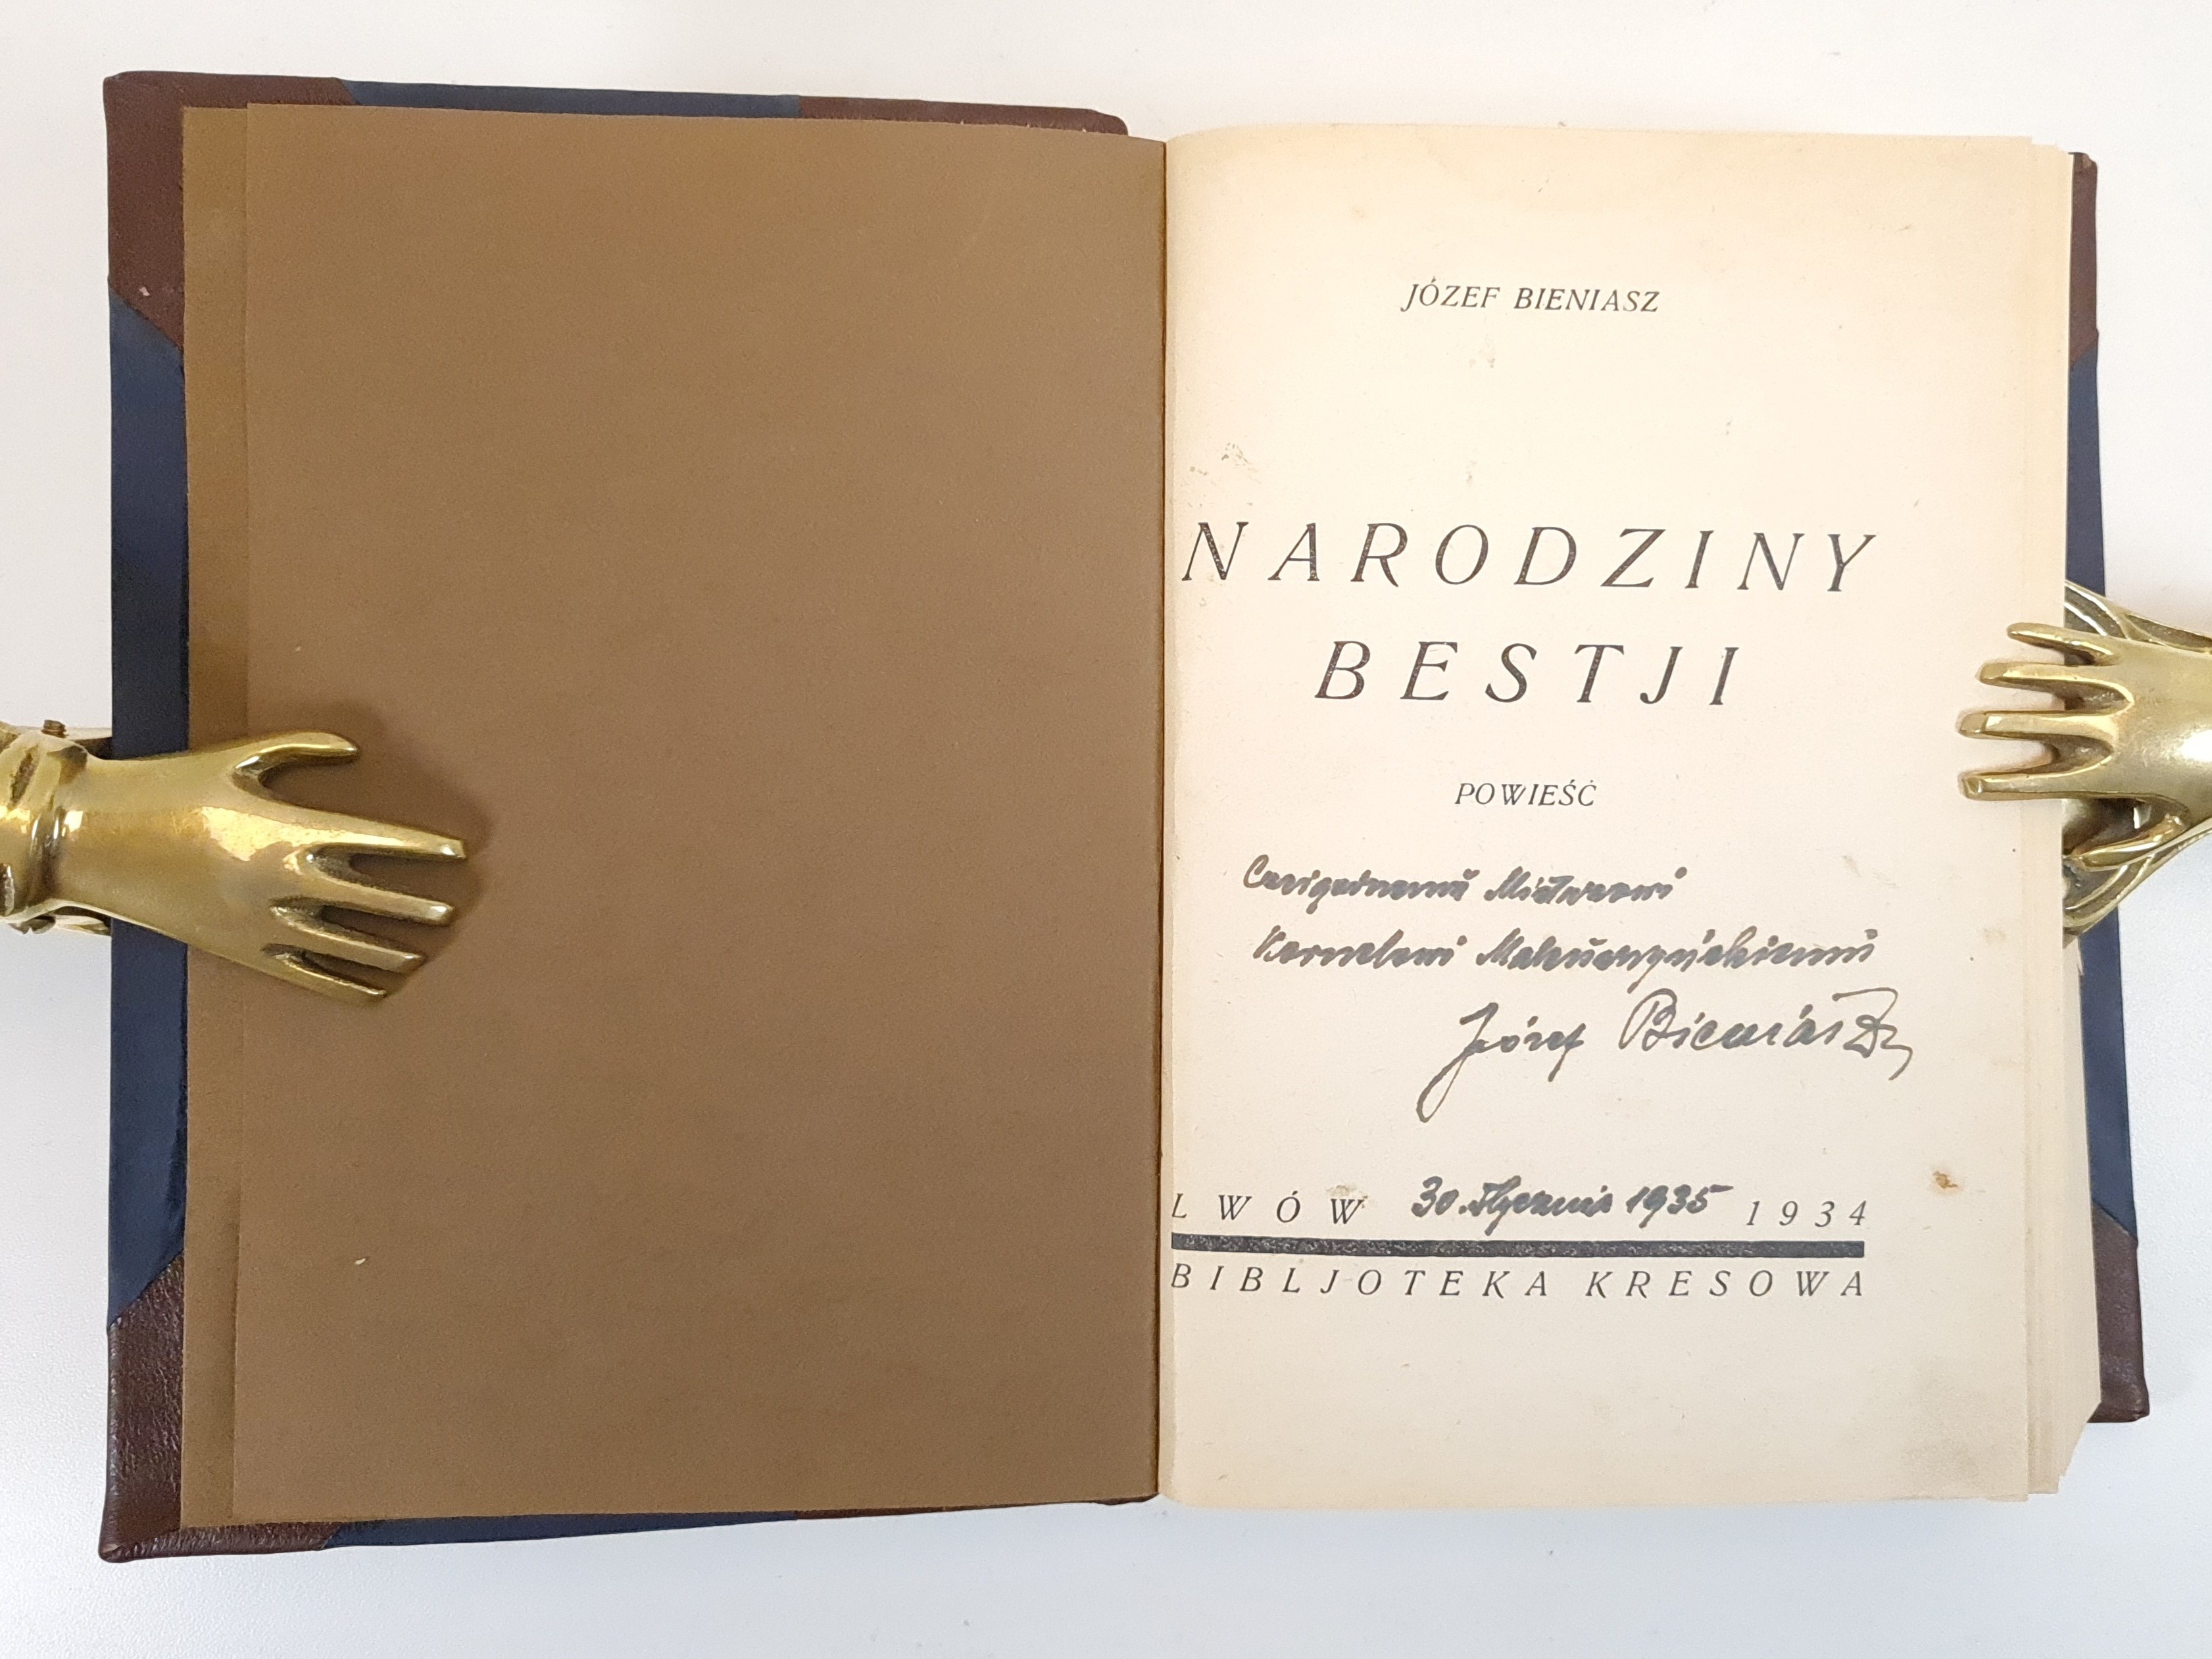 JÓZEF BIENIASZ
NARODZINY
BESTJI
POWIEŚĆ
Czcigodnemu Mistrzowi
Kornelowi Makuszyńskiemu
Józef Bieniasz
LWÓW 30. stycznia 1935 1934
BIBLJOTEKA KRESOWA